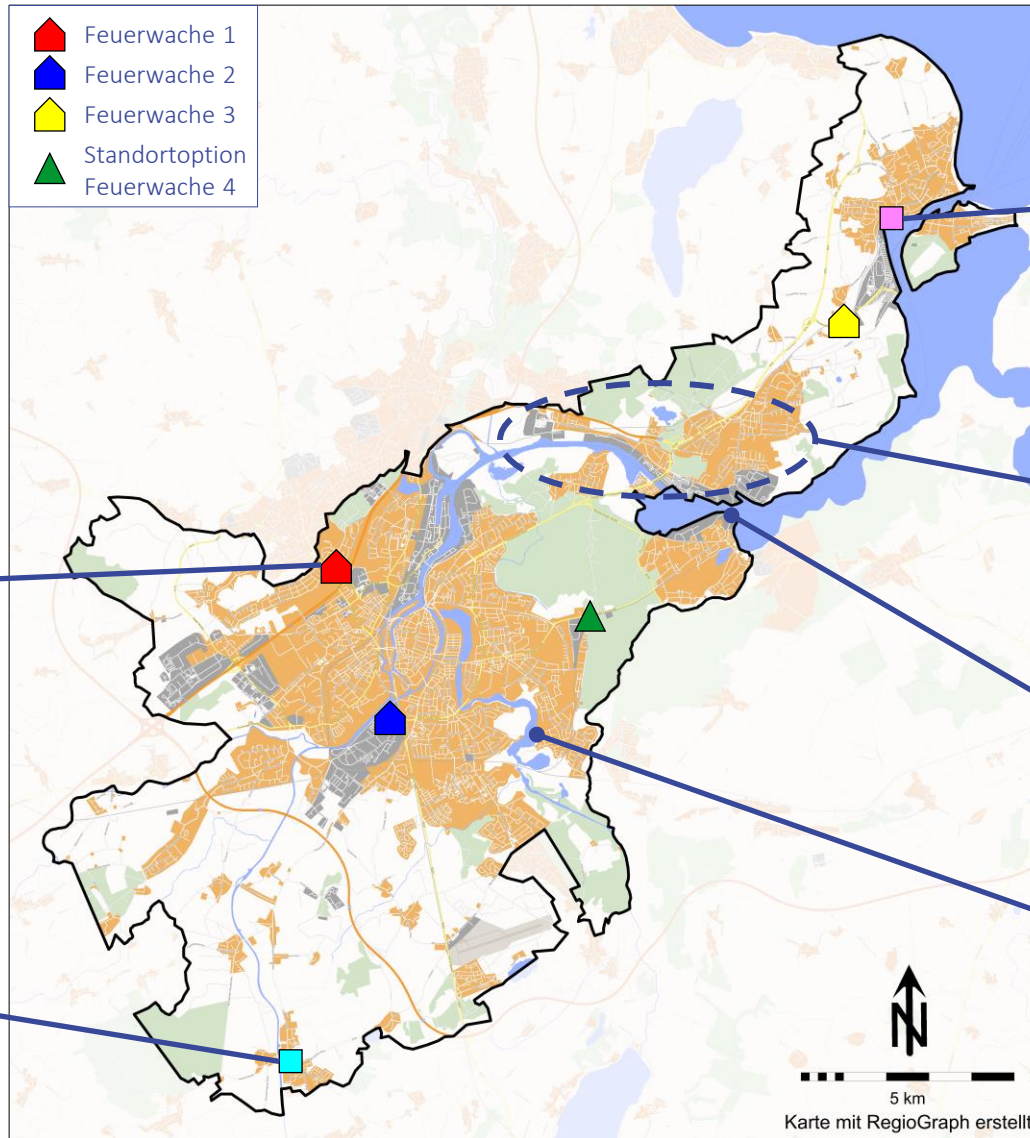 Feuerwache 1
Feuerwache 2
Feuerwache 3
Standortoption
Feuerwache 4
N
5 km
Karte mit RegioGraph erstellt